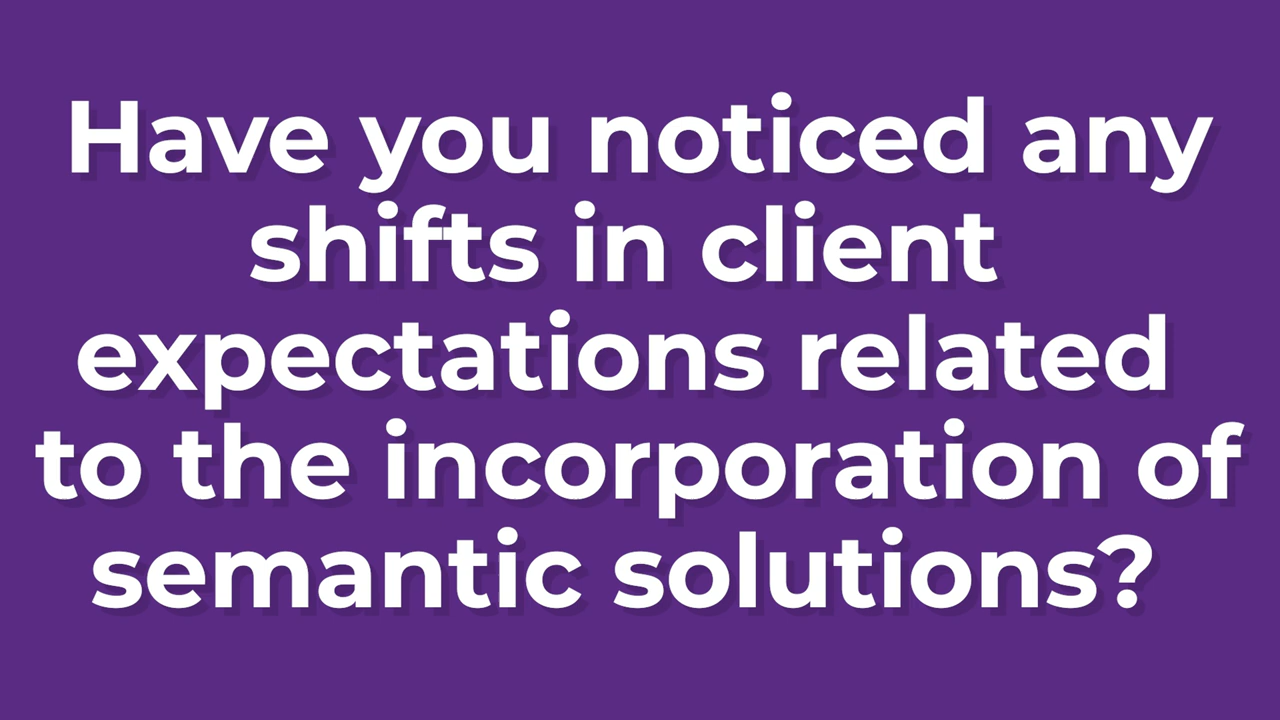 Have you noticed any
shifts in client
expectations related
to the incorporation of
semantic solutions?